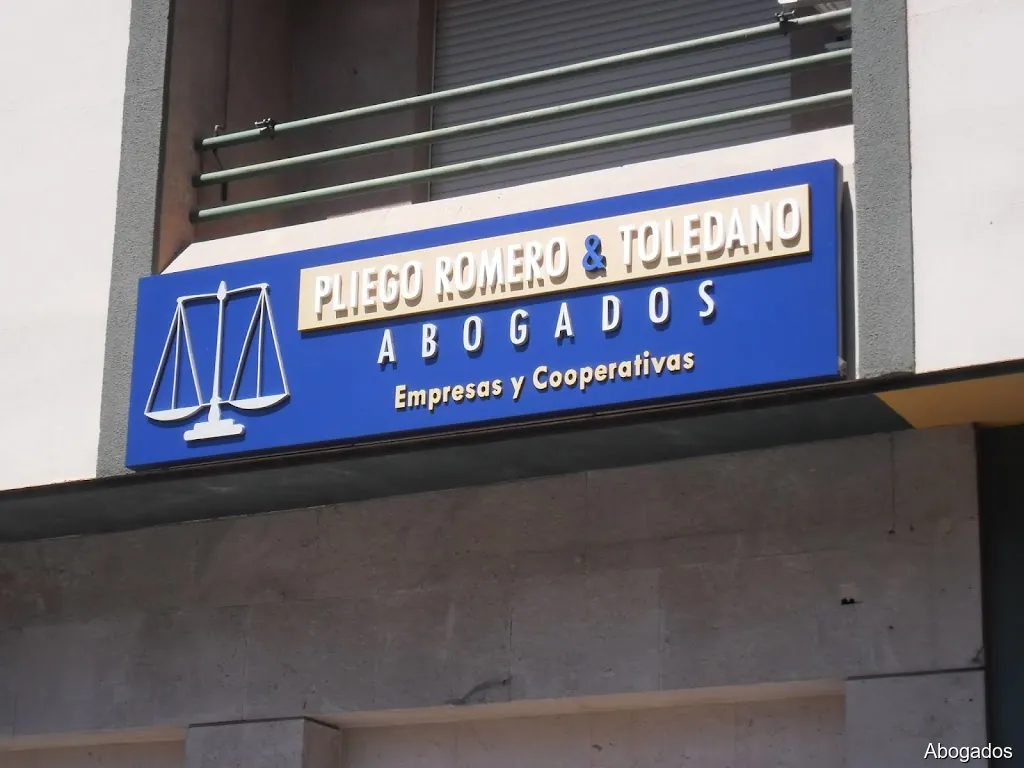 PLIEGO ROMERO & TOLEDANO
ABOGADOS
Empresas y Cooperativas
Abogados